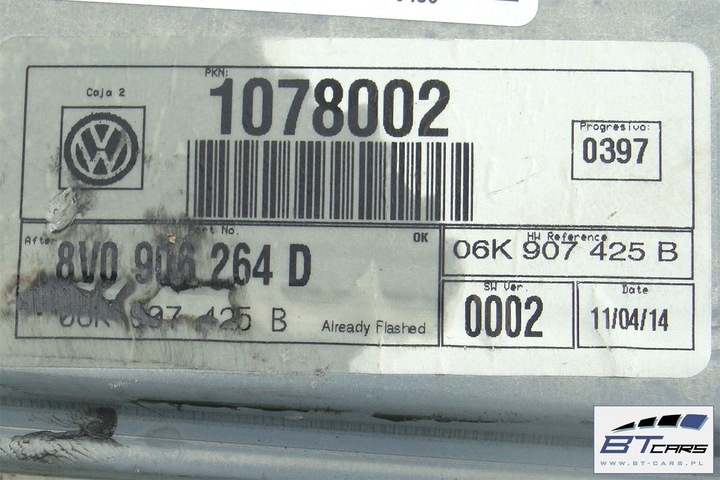 PKN:
Caja 2
1078002
Progresivo:
0397
After
Part No.
OK
8V0 906 264 D
HW Reference
06K 907 425 B
06K 907 425 B
Already Flashed
SW Ver.
0002
Date
11/04/14
BT CARS
WWW.BT-CARS.PL